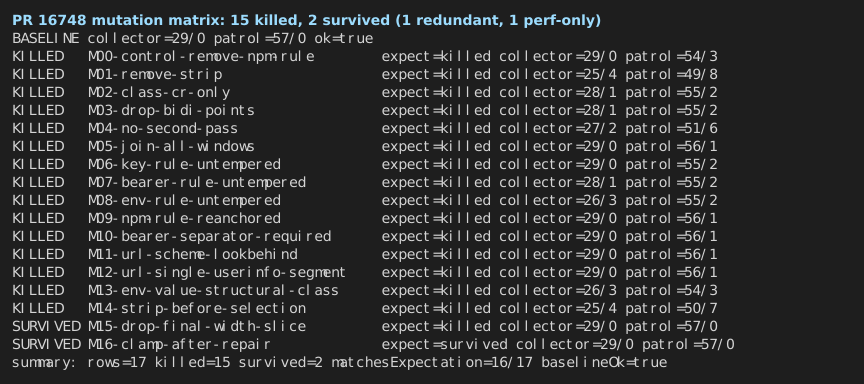 PR 16748 mutation matrix: 15 killed, 2 survived (1 redundant, 1 perf-only)
BASELINE collector=29/0 patrol=57/0 ok=true
KILLED M00-control-remove-npm-rule expect=killed collector=29/0 patrol=54/3
KILLED M01-remove-strip expect=killed collector=25/4 patrol=49/8
KILLED M02-class-cr-only expect=killed collector=28/1 patrol=55/2
KILLED M03-drop-bidi-points expect=killed collector=28/1 patrol=55/2
KILLED M04-no-second-pass expect=killed collector=27/2 patrol=51/6
KILLED M05-join-all-windows expect=killed collector=29/0 patrol=56/1
KILLED M06-key-rule-untempered expect=killed collector=29/0 patrol=55/2
KILLED M07-bearer-rule-untempered expect=killed collector=28/1 patrol=55/2
KILLED M08-env-rule-untempered expect=killed collector=26/3 patrol=55/2
KILLED M09-npm-rule-reanchored expect=killed collector=29/0 patrol=56/1
KILLED M10-bearer-separator-required expect=killed collector=29/0 patrol=56/1
KILLED M11-url-scheme-lookbehind expect=killed collector=29/0 patrol=56/1
KILLED M12-url-single-userinfo-segment expect=killed collector=29/0 patrol=56/1
KILLED M13-env-value-structural-class expect=killed collector=26/3 patrol=54/3
KILLED M14-strip-before-selection expect=killed collector=25/4 patrol=50/7
SURVIVED M15-drop-final-width-slice expect=killed collector=29/0 patrol=57/0
SURVIVED M16-clamp-after-repair expect=survived collector=29/0 patrol=57/0
summary: rows=17 killed=15 survived=2 matchesExpectation=16/17 baselineOk=true